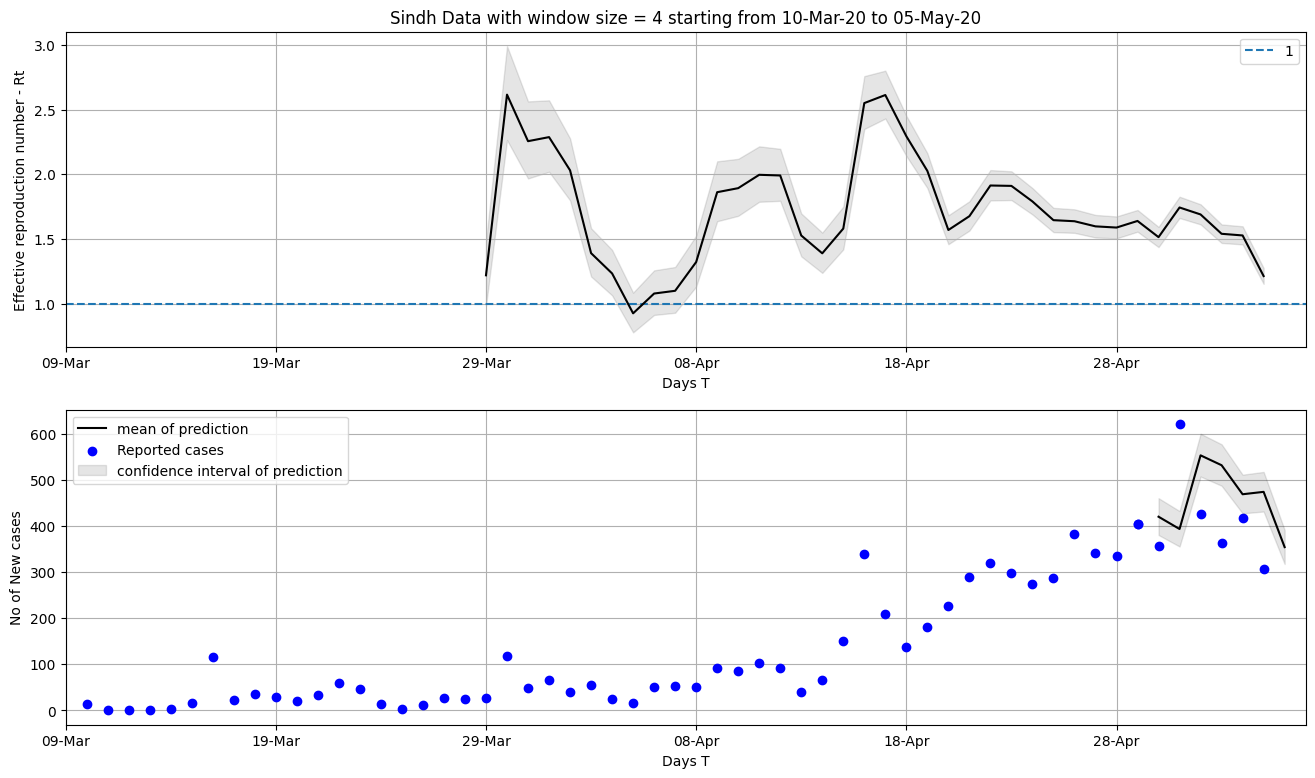 Sindh Data with window size = 4 starting from 10-Mar-20 to 05-May-20
Effective reproduction number - Rt
3.0
2.5
2.0
1.5
1.0
1
09-Mar 19-Mar 29-Mar 08-Apr 18-Apr 28-Apr
Days T
No of New cases
600
500
400
300
200
100
0
mean of prediction
Reported cases
confidence interval of prediction
09-Mar 19-Mar 29-Mar 08-Apr 18-Apr 28-Apr
Days T